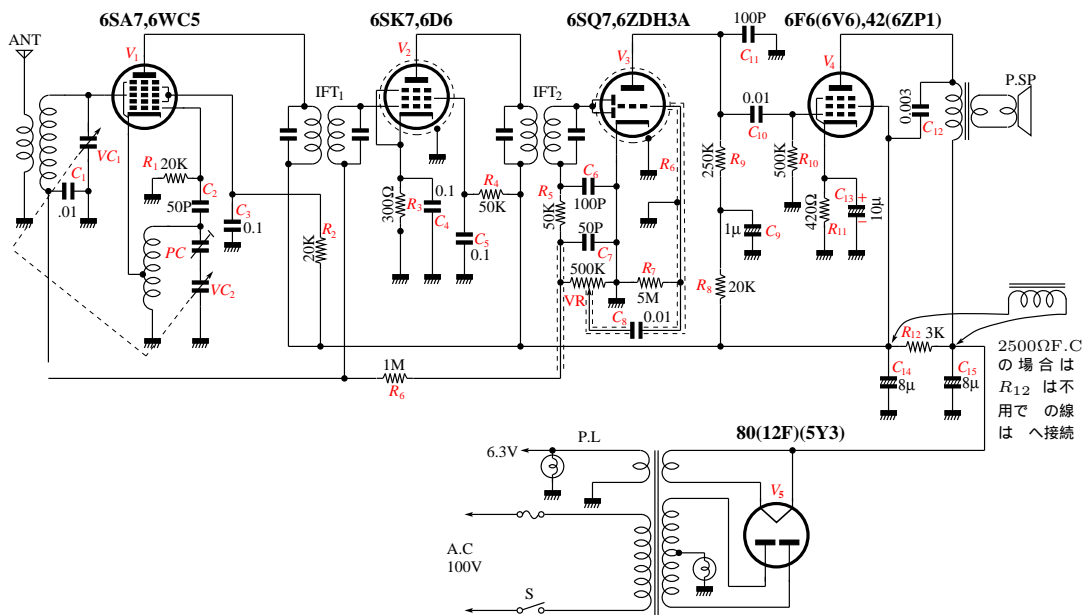 6SA7,6WC5
6SK7,6D6
6SQ7,6ZDH3A
100P
6F6(6V6),42(6ZP1)
ANT
V1
V2
V3
C11
V4
P.SP
IFT1
IFT2
0.01
0.003
VC1
C10
C12
R1 20K
R9
250K
500K
R10
R6
C1
.01
C2
50P
C3
0.1
R2
20K
300Ω
R3
0.1
C4
R4
50K
C5
0.1
R5
50K
C6
100P
50P
C7
1μ
C9
420Ω
R11
C13
+
−
10μ
PC
VC2
500K
VR
R7
5M
R8
20K
C8
0.01
R12 3K
2500ΩF.C
の場合は
R12 は不
用で の線
は へ接続
1M
R6
C14
8μ
C15
8μ
P.L
80(12F)(5Y3)
6.3V
V5
A.C
100V
S